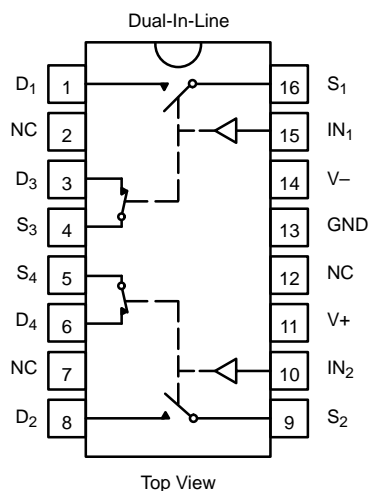 Dual-In-Line
D1 1 16 S1
NC 2 15 IN1
D3 3 14 V–
S3 4 13 GND
S4 5 12 NC
D4 6 11 V+
NC 7 10 IN2
D2 8 9 S2
Top View